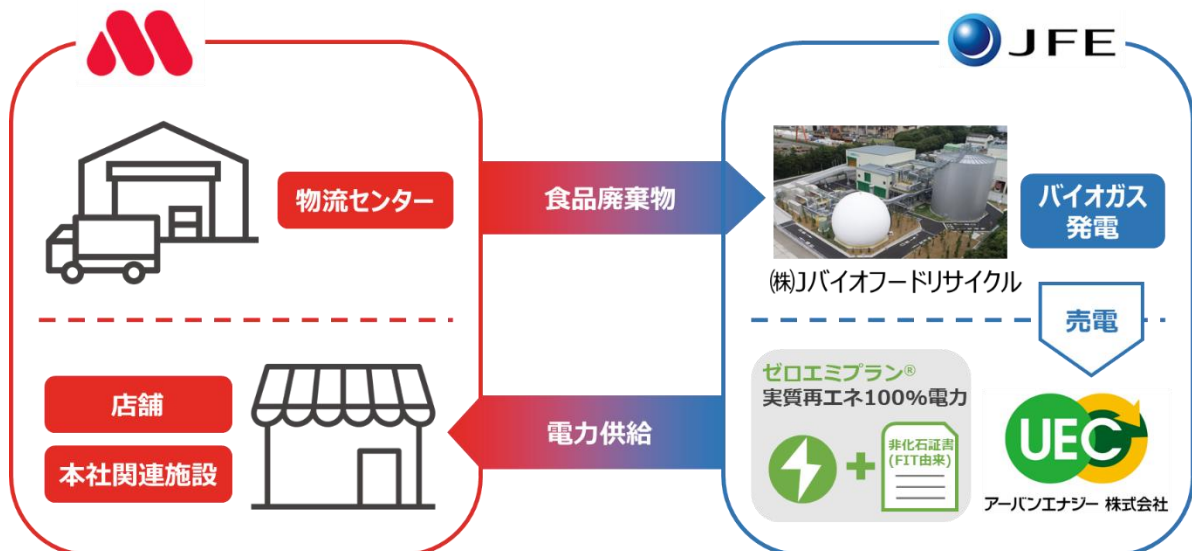 JFE
物流センター
食品廃棄物
バイオガス
発電
㈱Jバイオフードリサイクル
売電
店舗
本社関連施設
電力供給
ゼロエミプラン®
実質再エネ100%電力
非化石証書
(FIT由来)
UEC
アーバンエナジー 株式会社